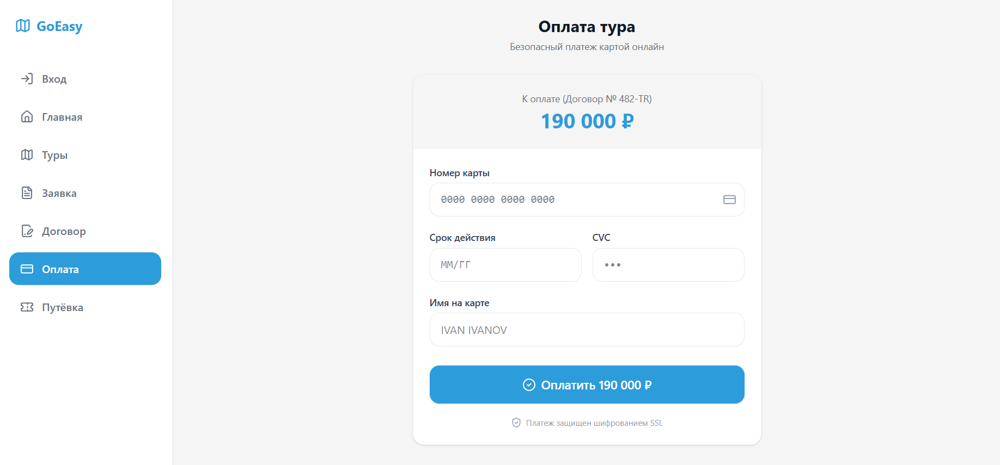 GoEasy
Вход
Главная
Туры
Заявка
Договор
Оплата
Путёвка
Оплата тура
Безопасный платеж картой онлайн
К оплате (Договор № 482-TR)
190 000 ₽
Номер карты
0000 0000 0000 0000
Срок действия
CVC
ММ/ГГ
•••
Имя на карте
IVAN IVANOV
Оплатить 190 000 ₽
Платеж защищен шифрованием SSL